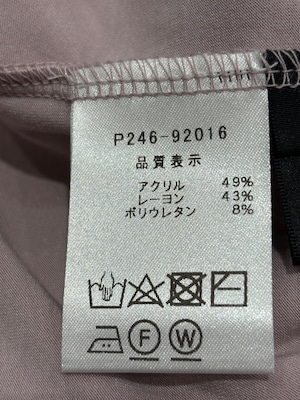 P246-92016
品質表示
アクリル 49%
レーヨン 43%
ポリウレタン 8%
F W